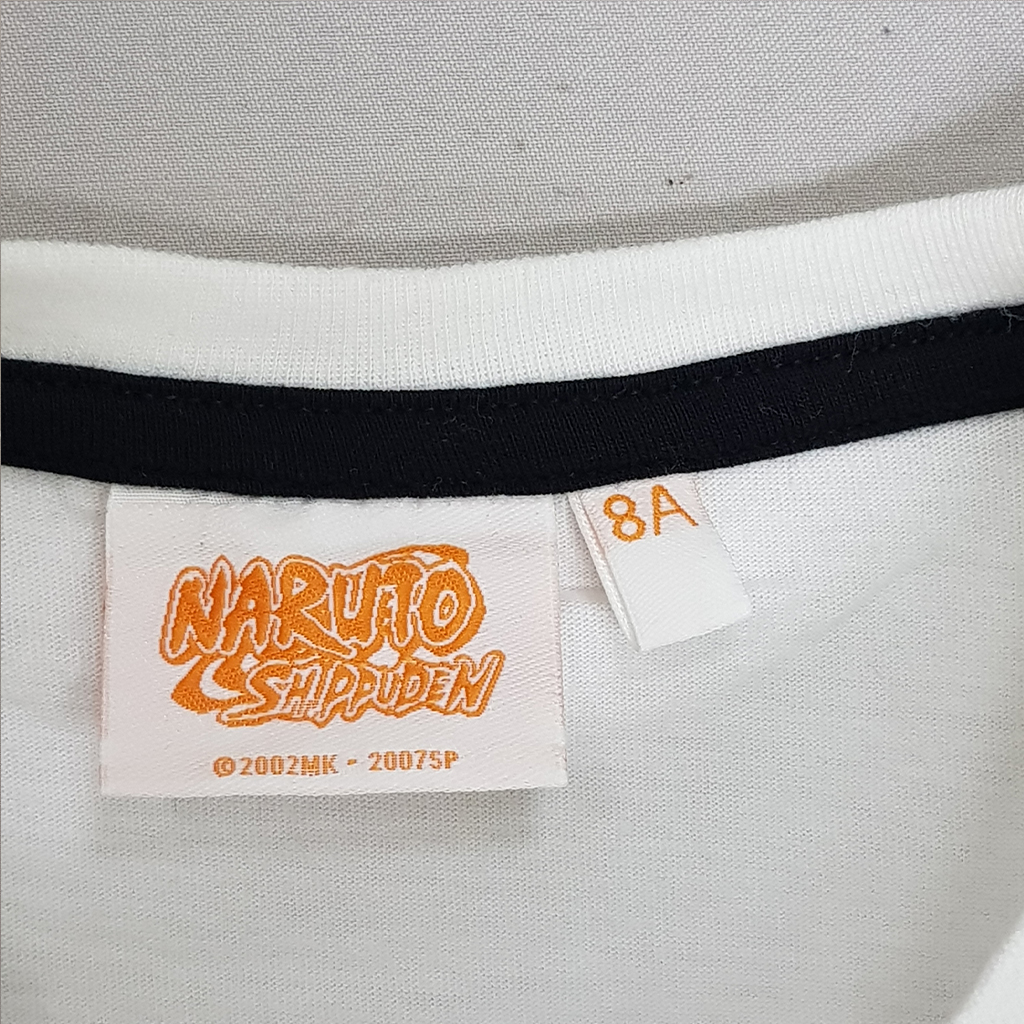 NARUTO
SHIPPUDEN
©2002MK - 2007SP
8A